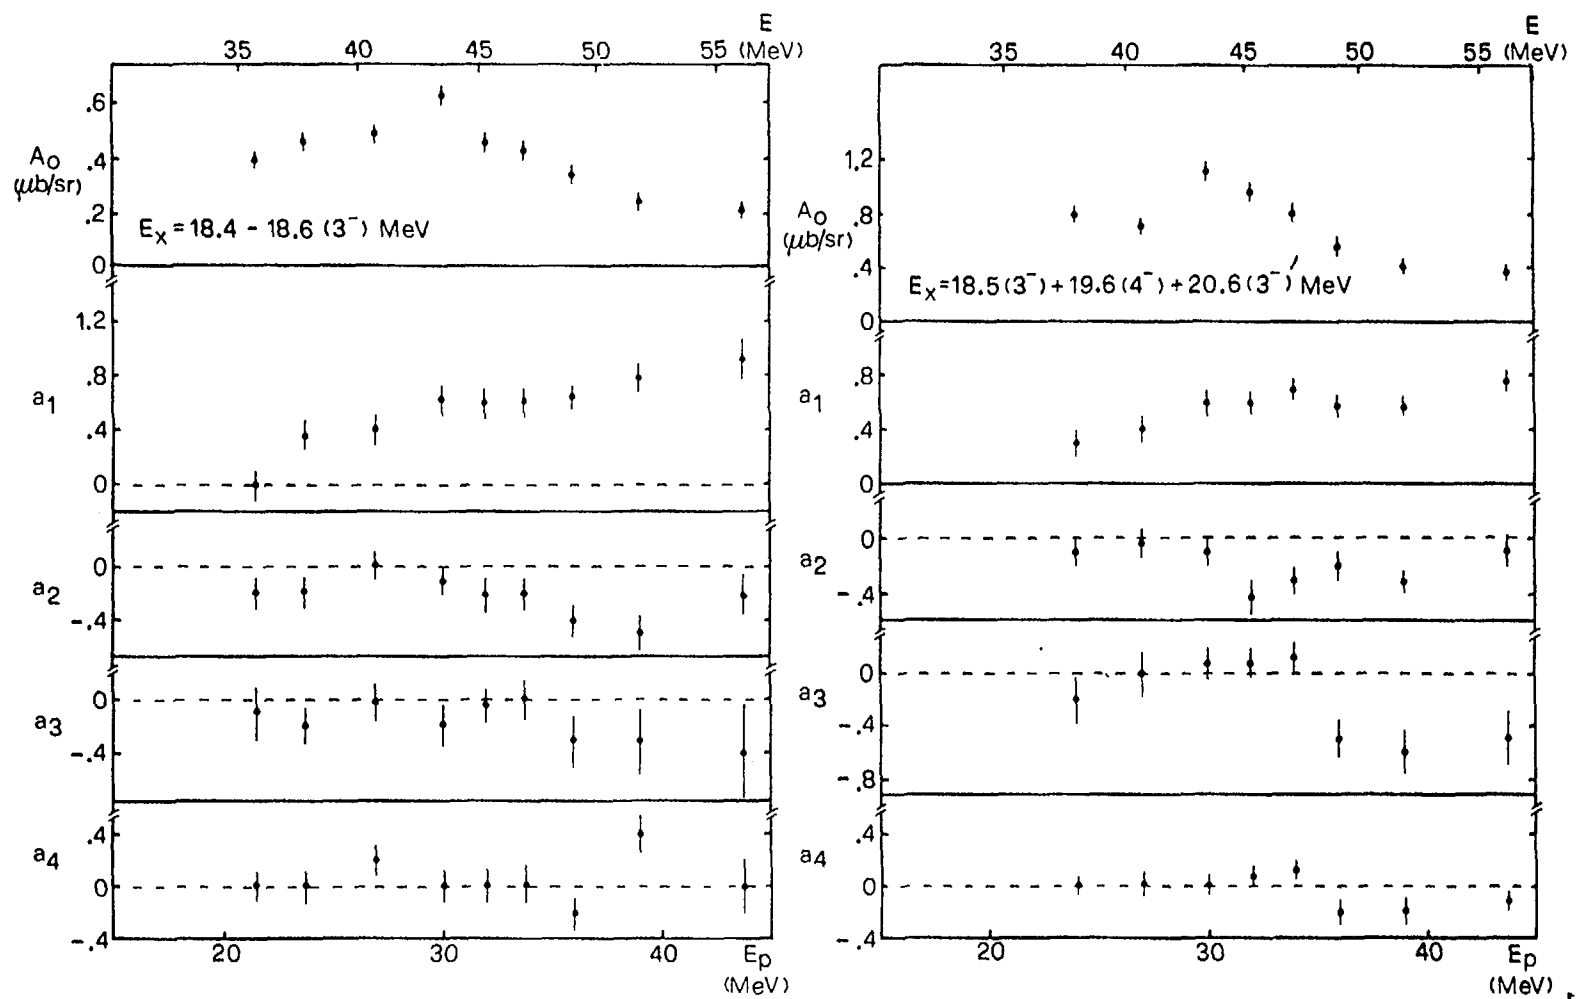 E
35 40 45 50 55 (MeV)
.6
A₀ .4
(μb/sr)
.2
Eₓ = 18.4 - 18.6 (3⁻) MeV
0
1.2
.8
a₁
.4
0
0
a₂
-.4
0
a₃
-.4
.4
a₄
0
-.4
20 30 40 Eₚ
(MeV)
E
35 40 45 50 55 (MeV)
1.2
A₀ .8
(μb/sr)
.4
Eₓ=18.5(3⁻)+19.6(4⁻)+20.6(3⁻) MeV
0
.8
a₁
.4
0
0
a₂
-.4
0
a₃
-.4
-.8
.4
a₄
0
-.4
20 30 40 Eₚ
(MeV)